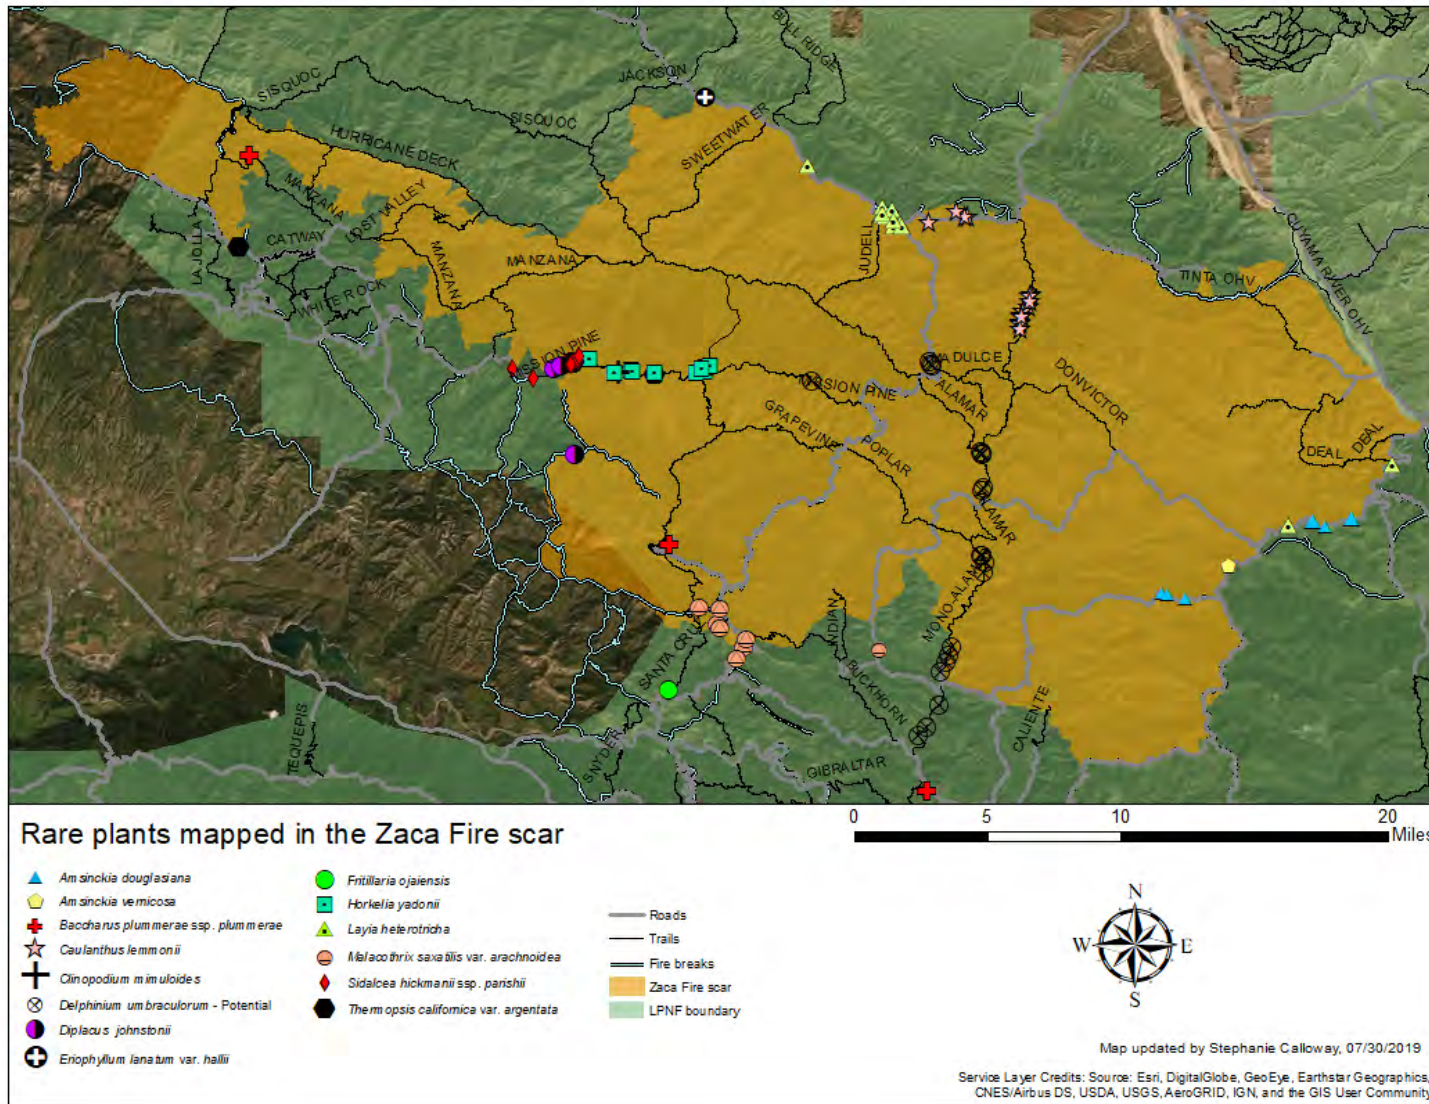 BULL RIDGE
JACKSON
SISQUOC
SISQUOC
SWEETWATER
HURRICANE DECK
MANZANA
LOST VALLEY
LA JOLLA
CATWAY
MANZANA
MANZANA
WHITE ROCK
JUDELL
TINTA OHV
CUYAMA RIVER OHV
MISSION PINE
MADULCE
MISSION PINE
ALAMAR
DONVICTOR
GRAPEVINE
POPLAR
DEAL
DEAL
ALAMAR
MONO-ALAMAR
INDIAN
SANTA CRUZ
BUCKHORN
CALIENTE
TEQUEPIS
SNYDER
GIBRALTAR
Rare plants mapped in the Zaca Fire scar
Amsinckia douglasiana
Amsinckia vernicosa
Baccharus plummerae ssp. plummerae
Caulanthus lemmonii
Clinopodium mimuloides
Delphinium umbraculorum - Potential
Diplacus johnstonii
Eriophyllum lanatum var. hallii
Fritillaria ojaiensis
Horkelia yadonii
Layia heterotricha
Malacothrix saxatilis var. arachnoidea
Sidalcea hickmanii ssp. parishii
Thermopsis californica var. argentata
Roads
Trails
Fire breaks
Zaca Fire scar
LPNF boundary
0 5 10 20
Miles
N
W E
S
Map updated by Stephanie Calloway, 07/30/2019
Service Layer Credits: Source: Esri, DigitalGlobe, GeoEye, Earthstar Geographics,
CNES/Airbus DS, USDA, USGS, AeroGRID, IGN, and the GIS User Community